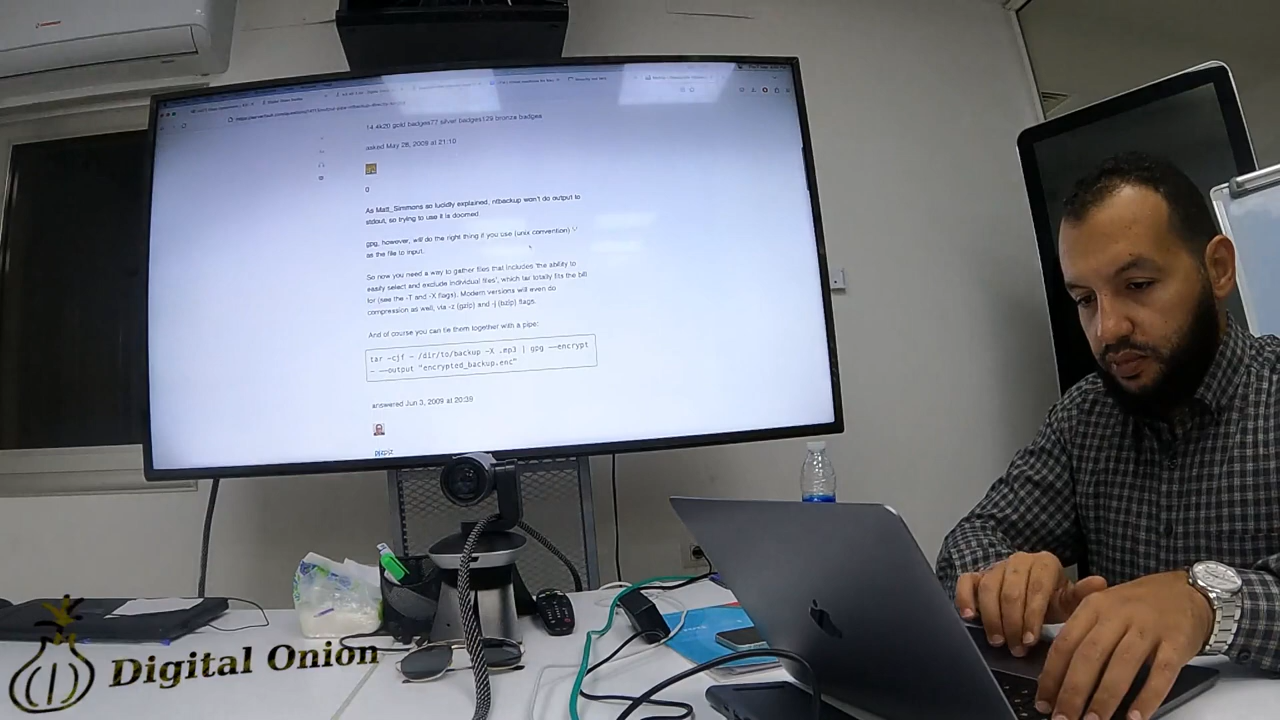 14.4k20 gold badges77 silver badges129 bronze badges
asked May 28, 2009 at 21:10
0
As Matt_Simmons so lucidly explained, ntbackup won't do output to
stdout, so trying to use it is doomed.
gpg, however, will do the right thing if you use (unix convention) '-'
as the file to input.
So now you need a way to gather files that includes 'the ability to
easily select and exclude individual files', which tar totally fits the bill
for (see the -T and -X flags). Modern versions will even do
compression as well, via -z (gzip) and -j (bzip) flags.
And of course you can tie them together with a pipe:
tar -cjf - /dir/to/backup -X .mp3 | gpg --encrypt
- --output "encrypted_backup.enc"
answered Jun 3, 2009 at 20:39
Digital Onion